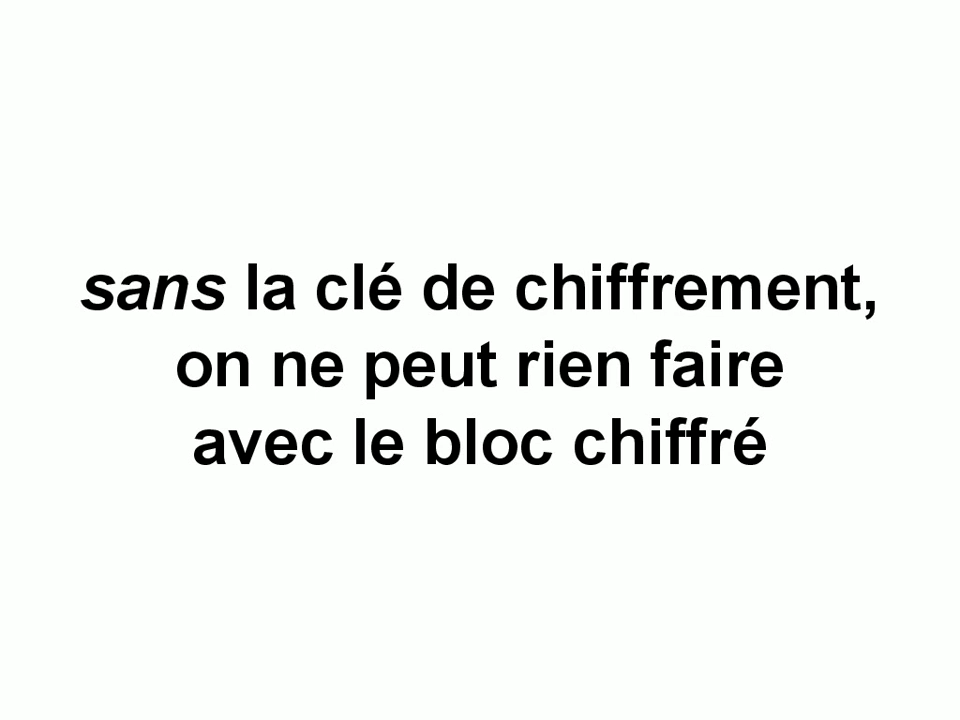 sans la clé de chiffrement,
on ne peut rien faire
avec le bloc chiffré